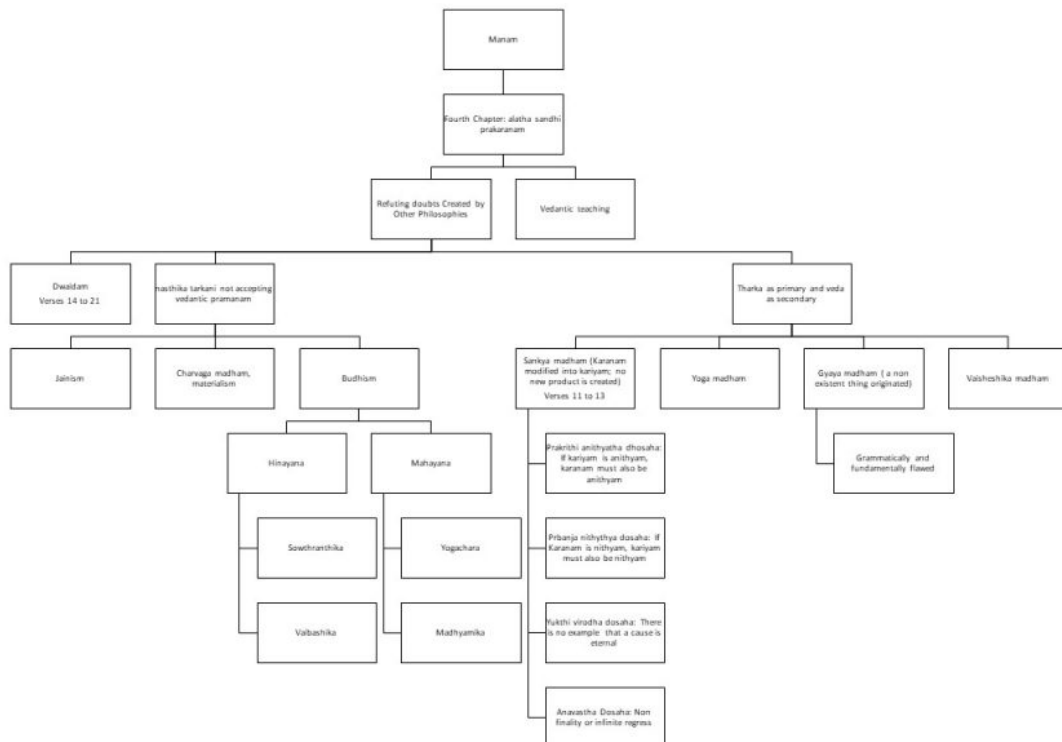 Manam
Fourth Chapter: alatha sandhi
prakaranam
Refuting doubts Created by
Other Philosophies
Vedantic teaching
Dwaidam
Verses 14 to 21
nasthika tarkani not accepting
vedantic pramanam
Tharka as primary and veda
as secondary
Jainism
Charvaga madham,
materialism
Budhism
Sankya madham (Karanam
modified into kariyam; no
new product is created)
Verses 11 to 13
Yoga madham
Gyaya madham ( a non
existent thing originated)
Vaisheshika madham
Hinayana
Mahayana
Prakrithi anithyatha dhosaha:
If kariyam is anithyam,
karanam must also be
anithyam
Grammatically and
fundamentally flawed
Sowthranthika
Yogachara
Prbanja nithythya dosaha: If
Karanam is nithyam, kariyam
must also be nithyam
Vaibashika
Madhyamika
Yukthi virodha dosaha: There
is no example that a cause is
eternal
Anavastha Dosaha: Non
finality or infinite regress